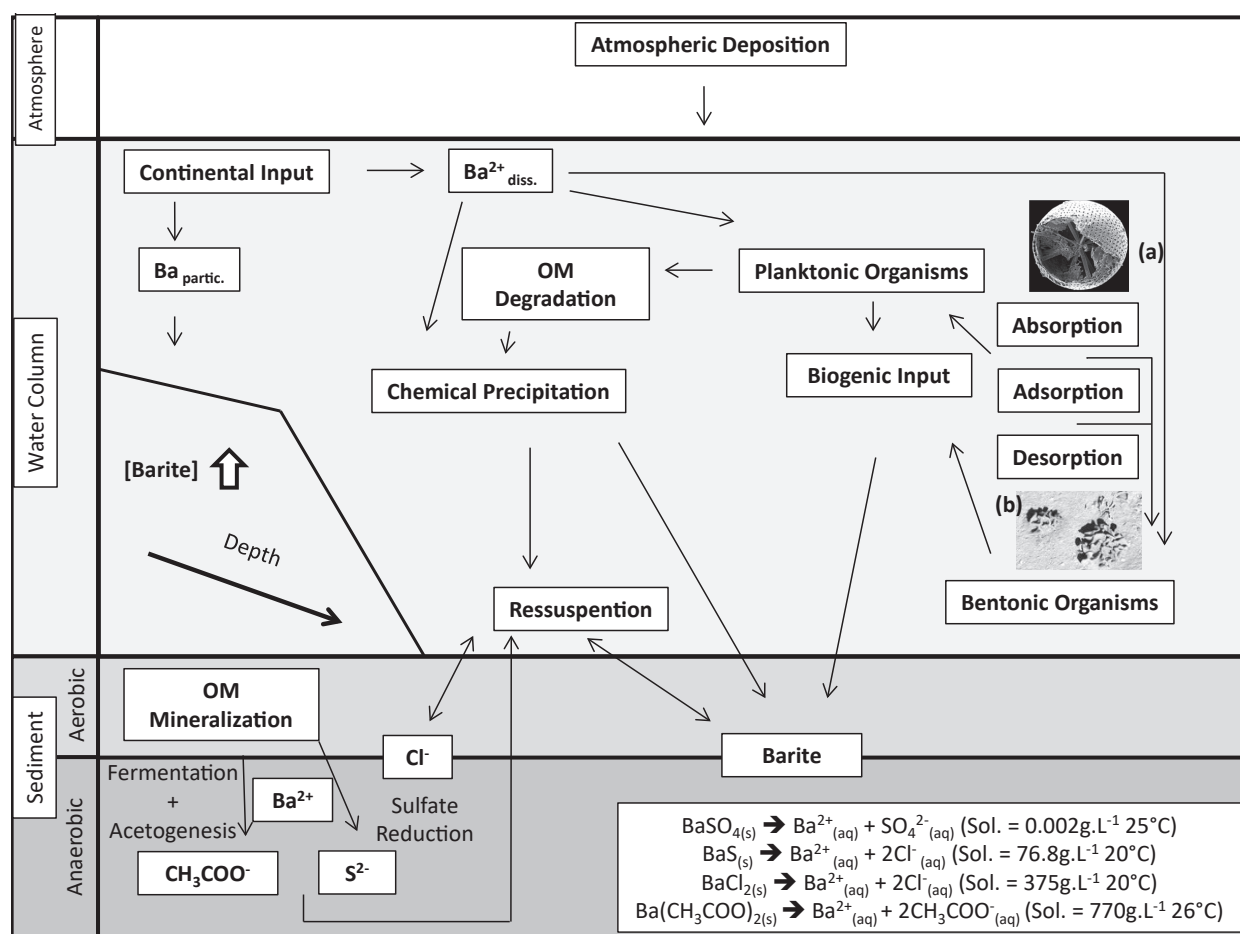 Atmosphere
Atmospheric Deposition
Water Column
Continental Input
Ba²⁺ diss.
Ba partic.
OM
Degradation
Planktonic Organisms
(a)
Absorption
Chemical Precipitation
Biogenic Input
Adsorption
Desorption
[Barite]
(b)
Depth
Ressuspention
Bentonic Organisms
Sediment
Aerobic
OM
Mineralization
Cl⁻
Barite
Anaerobic
Fermentation
+
Acetogenesis
Ba²⁺
Sulfate
Reduction
CH₃COO⁻
S²⁻
BaSO₄(s) ➔ Ba²⁺(aq) + SO₄²⁻(aq) (Sol. = 0.002g.L⁻¹ 25°C)
BaS(s) ➔ Ba²⁺(aq) + 2Cl⁻(aq) (Sol. = 76.8g.L⁻¹ 20°C)
BaCl₂(s) ➔ Ba²⁺(aq) + 2Cl⁻(aq) (Sol. = 375g.L⁻¹ 20°C)
Ba(CH₃COO)₂(s) ➔ Ba²⁺(aq) + 2CH₃COO⁻(aq) (Sol. = 770g.L⁻¹ 26°C)